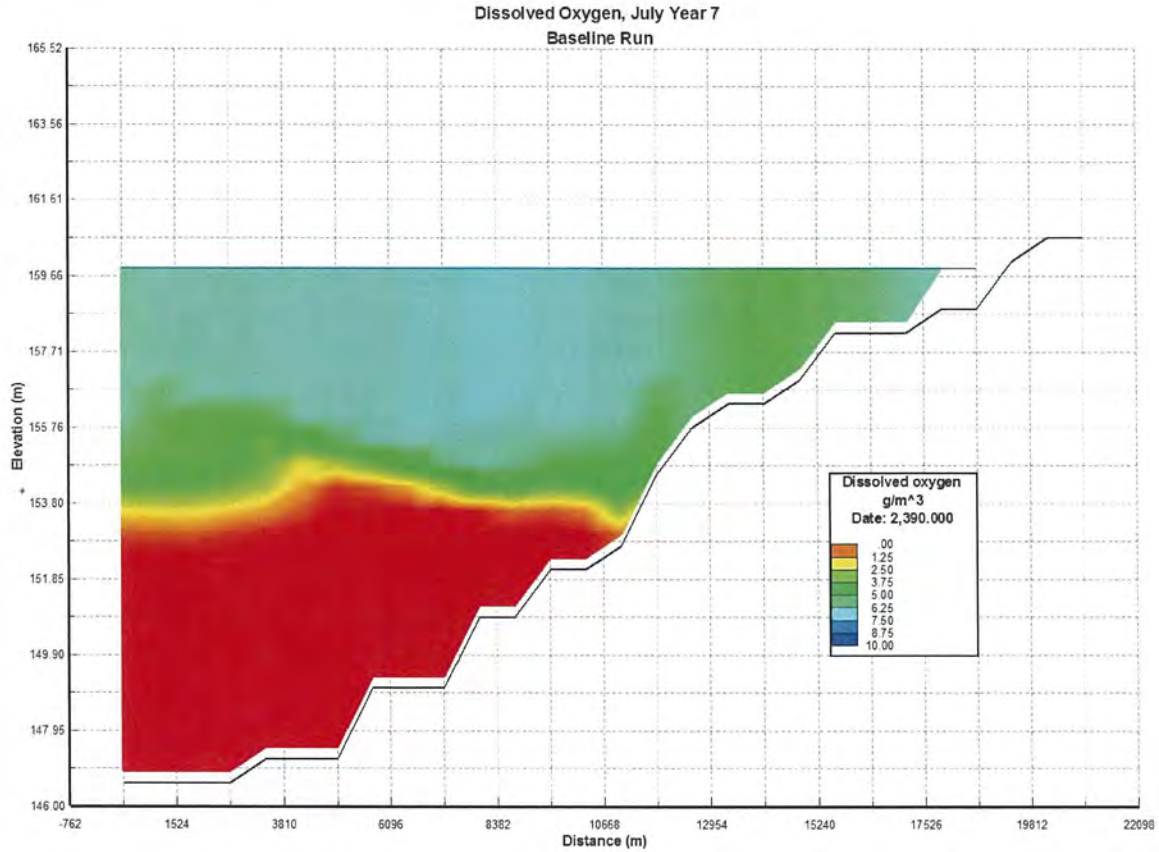 Dissolved Oxygen, July Year 7
Baseline Run
165.52
163.56
161.61
159.66
157.71
155.76
153.80
151.85
149.90
147.95
146.00
Elevation (m)
Dissolved oxygen
g/m^3
Date: 2,390.000
.00
1.25
2.50
3.75
5.00
6.25
7.50
8.75
10.00
-762 1524 3810 6096 8382 10668 12954 15240 17526 19812 22098
Distance (m)